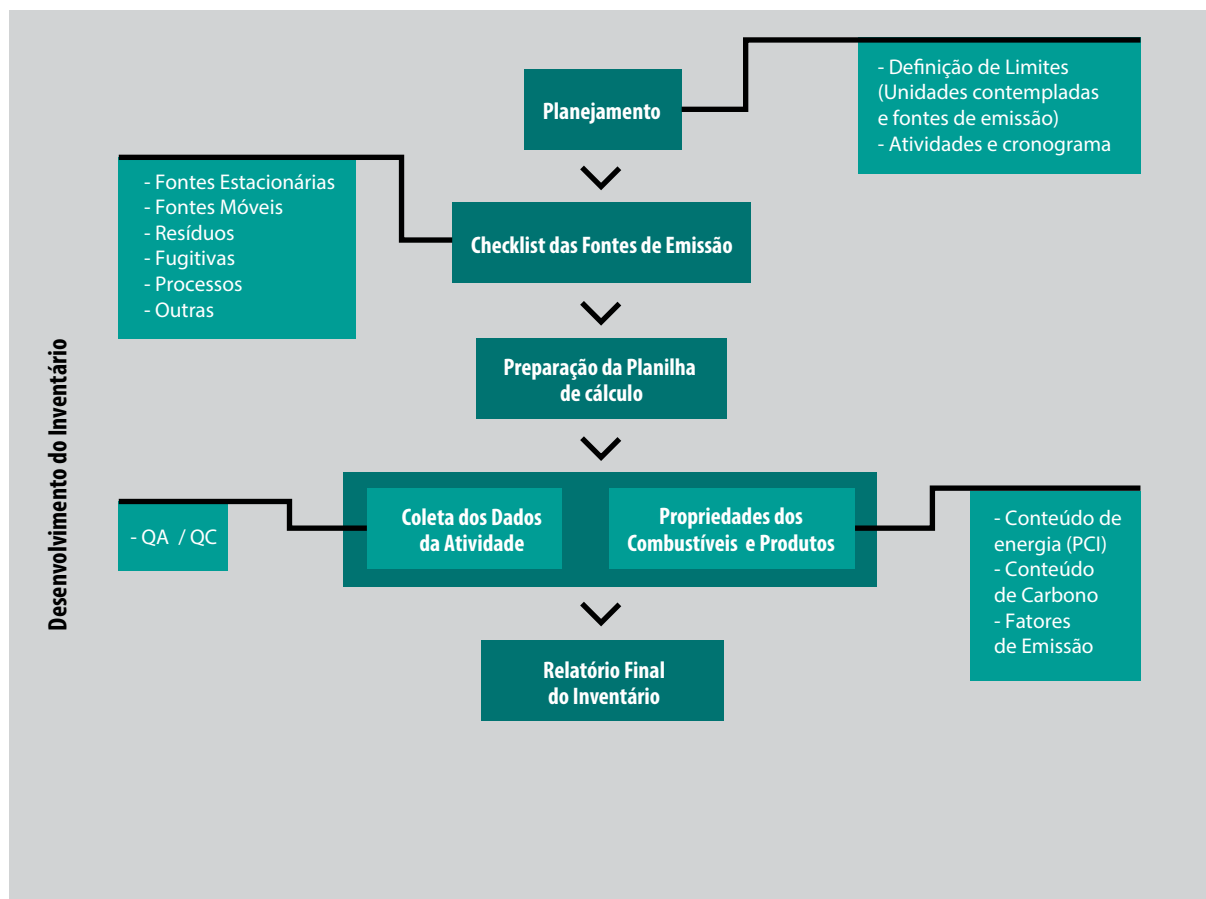 Desenvolvimento do Inventário
Planejamento
- Definição de Limites
(Unidades contempladas
e fontes de emissão)
- Atividades e cronograma
- Fontes Estacionárias
- Fontes Móveis
- Resíduos
- Fugitivas
- Processos
- Outras
Checklist das Fontes de Emissão
Preparação da Planilha
de cálculo
- QA / QC
Coleta dos Dados
da Atividade
Propriedades dos
Combustíveis e Produtos
- Conteúdo de
energia (PCI)
- Conteúdo
de Carbono
- Fatores
de Emissão
Relatório Final
do Inventário